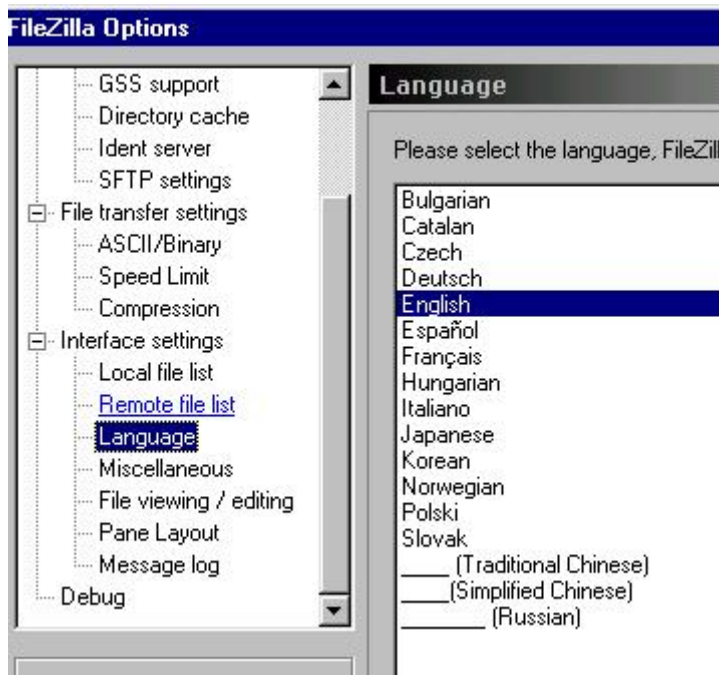 FileZilla Options
GSS support
Directory cache
Ident server
SFTP settings
File transfer settings
ASCII/Binary
Speed Limit
Compression
Interface settings
Local file list
Remote file list
Language
Miscellaneous
File viewing / editing
Pane Layout
Message log
Debug
Language
Please select the language, FileZill
Bulgarian
Catalan
Czech
Deutsch
English
Español
Français
Hungarian
Italiano
Japanese
Korean
Norwegian
Polski
Slovak
____ (Traditional Chinese)
____(Simplified Chinese)
_______ (Russian)